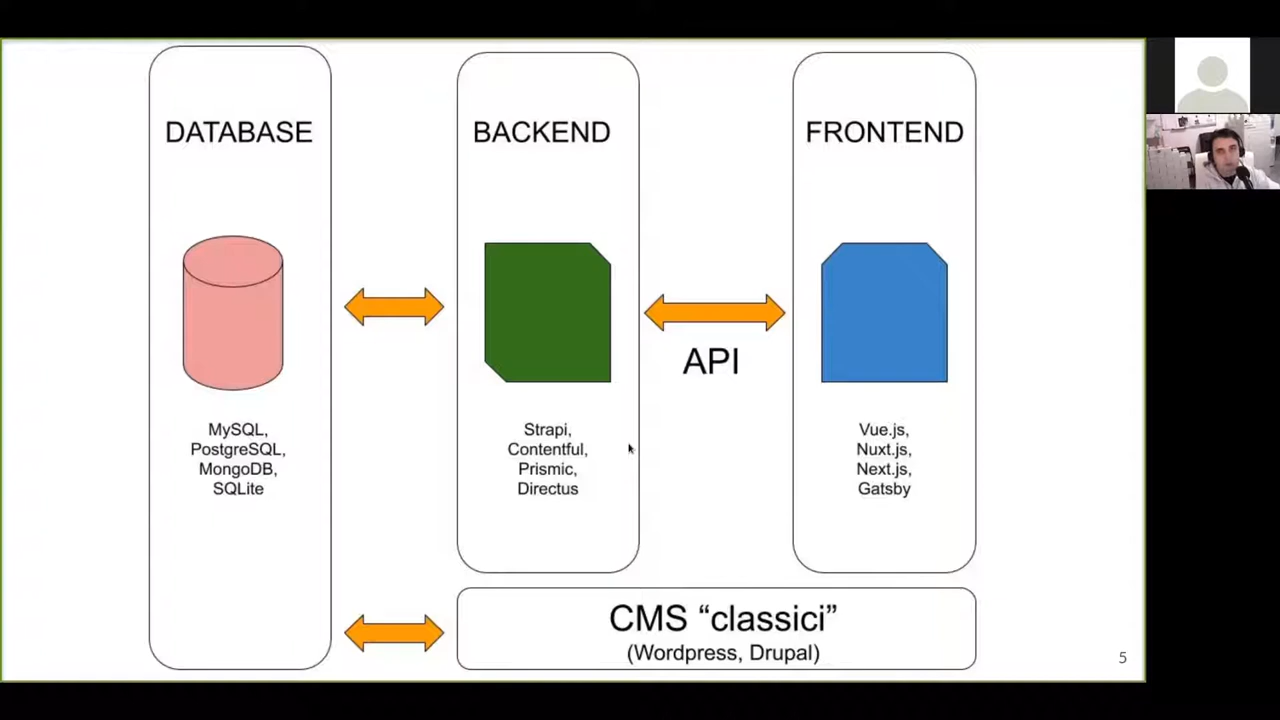 DATABASE
MySQL,
PostgreSQL,
MongoDB,
SQLite
BACKEND
Strapi,
Contentful,
Prismic,
Directus
API
FRONTEND
Vue.js,
Nuxt.js,
Next.js,
Gatsby
CMS “classici”
(Wordpress, Drupal)
5